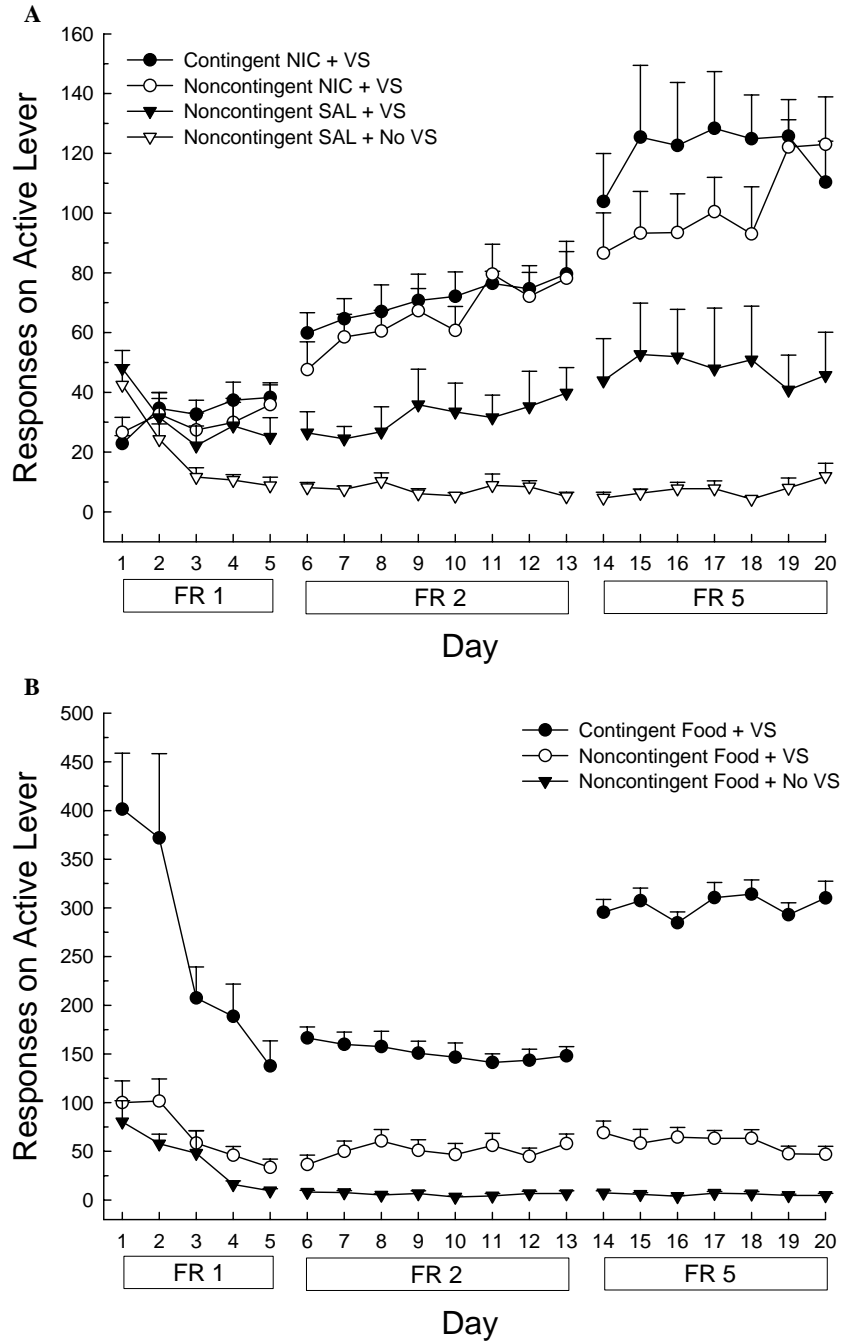 A
160
140
120
100
80
60
40
20
0
Responses on Active Lever
Contingent NIC + VS
Noncontingent NIC + VS
Noncontingent SAL + VS
Noncontingent SAL + No VS
1 2 3 4 5 6 7 8 9 10 11 12 13 14 15 16 17 18 19 20
FR 1 FR 2 FR 5
Day
B
500
450
400
350
300
250
200
150
100
50
0
Responses on Active Lever
Contingent Food + VS
Noncontingent Food + VS
Noncontingent Food + No VS
1 2 3 4 5 6 7 8 9 10 11 12 13 14 15 16 17 18 19 20
FR 1 FR 2 FR 5
Day